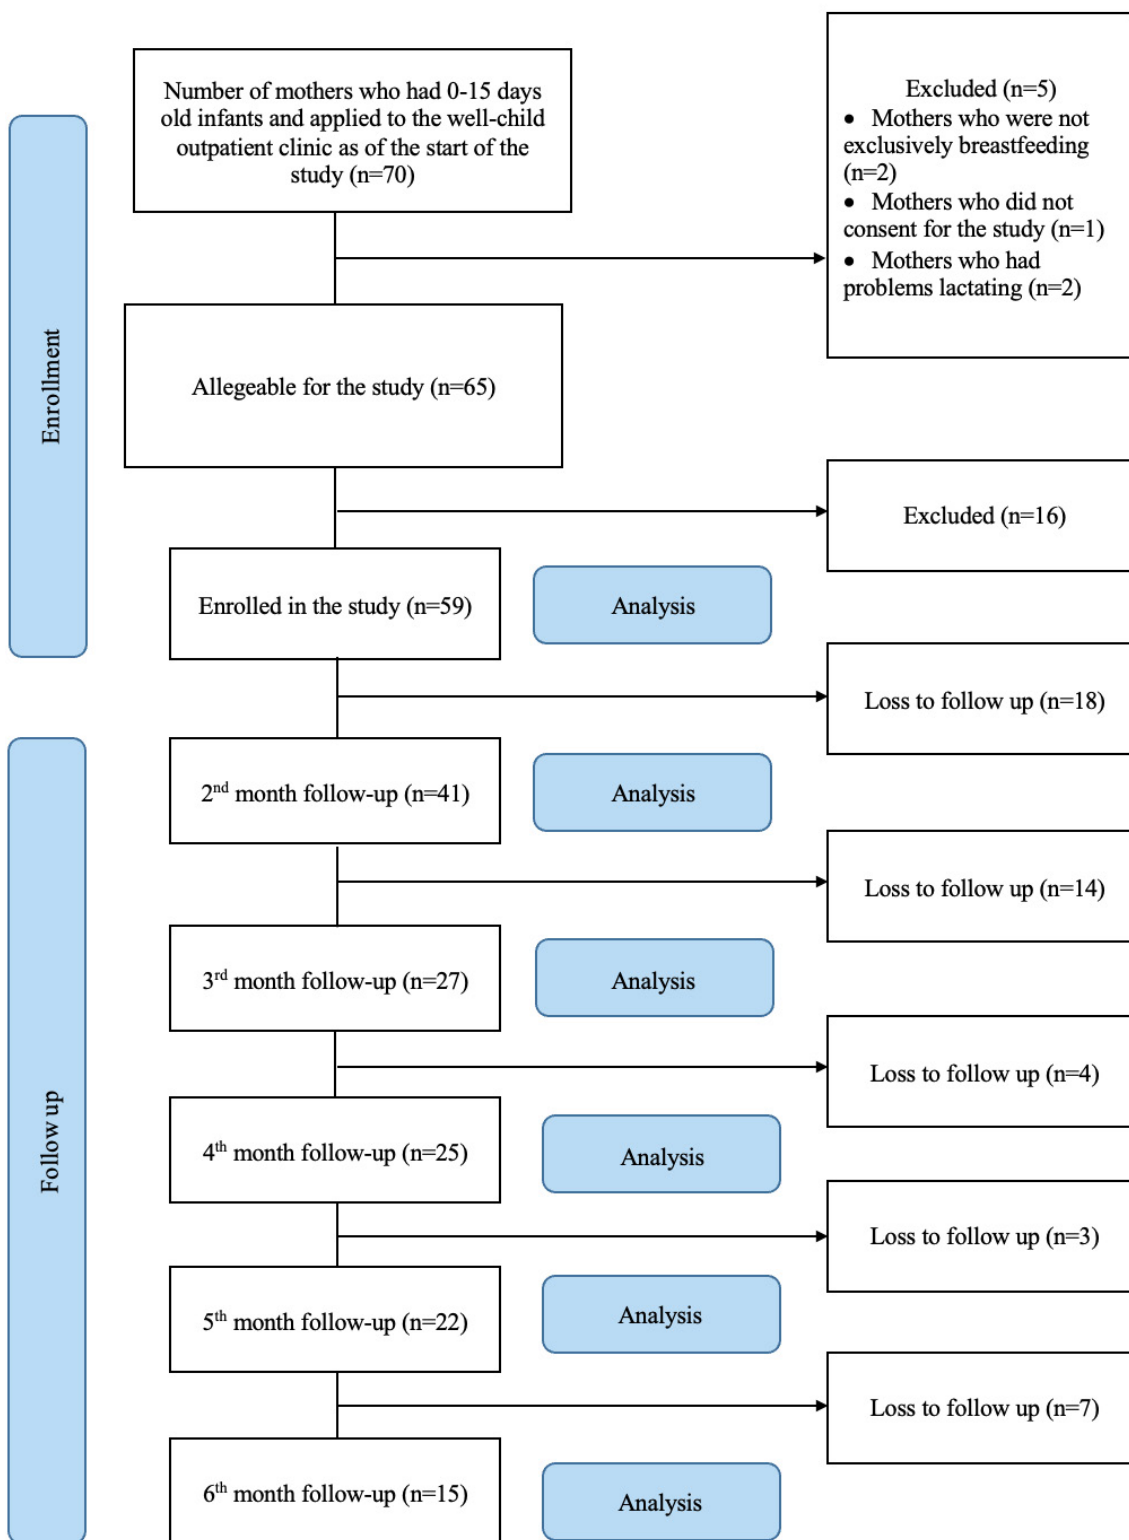 Number of mothers who had 0-15 days
old infants and applied to the well-child
outpatient clinic as of the start of the
study (n=70)
Excluded (n=5)
• Mothers who were not
exclusively breastfeeding
(n=2)
• Mothers who did not
consent for the study (n=1)
• Mothers who had
problems lactating (n=2)
Enrollment
Allegeable for the study (n=65)
Excluded (n=16)
Enrolled in the study (n=59)
Analysis
Loss to follow up (n=18)
Follow up
2nd month follow-up (n=41)
Analysis
Loss to follow up (n=14)
3rd month follow-up (n=27)
Analysis
Loss to follow up (n=4)
4th month follow-up (n=25)
Analysis
Loss to follow up (n=3)
5th month follow-up (n=22)
Analysis
Loss to follow up (n=7)
6th month follow-up (n=15)
Analysis